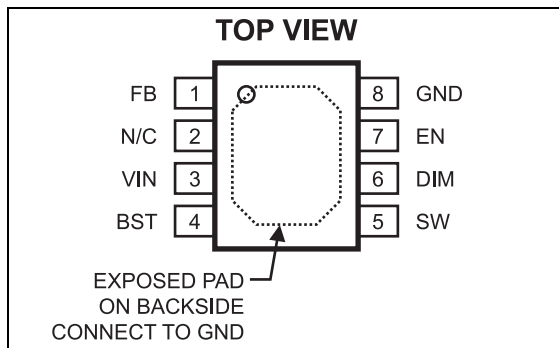 TOP VIEW
FB 1 8 GND
N/C 2 7 EN
VIN 3 6 DIM
BST 4 5 SW
EXPOSED PAD
ON BACKSIDE
CONNECT TO GND